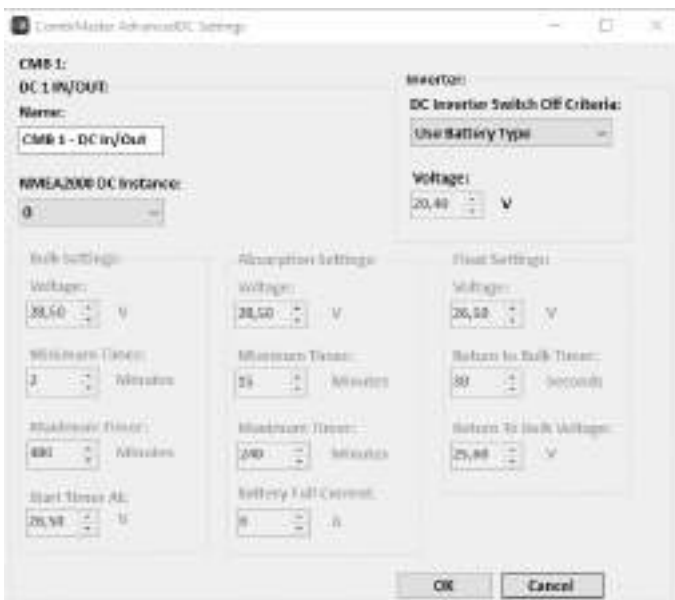 CombiMaster Advanced DC Settings
CMB 1:
DC 1 IN/OUT:
Name:
CMB 1 - DC In/Out
NMEA2000 DC Instance:
0
Inverter:
DC Inverter Switch Off Criteria:
Use Battery Type
Voltage:
20,40 V
Bulk Settings:
Voltage:
28,50 V
Minimum Timer:
2 Minutes
Maximum Timer:
480 Minutes
Start Timer At:
26,50 V
Absorption Settings:
Voltage:
28,50 V
Minimum Timer:
15 Minutes
Maximum Timer:
240 Minutes
Battery Full Current:
A
Float Settings:
Voltage:
26,50 V
Return to Bulk Timer:
30 Seconds
Return To Bulk Voltage:
V
OK
Cancel